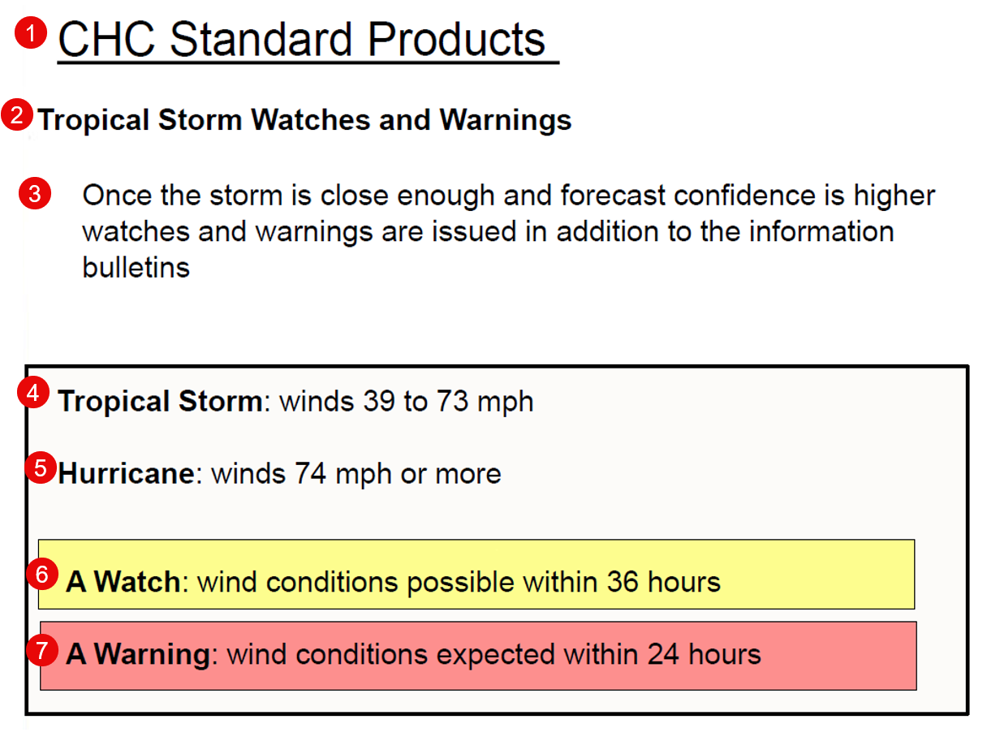 1 CHC Standard Products
2 Tropical Storm Watches and Warnings
3 Once the storm is close enough and forecast confidence is higher
watches and warnings are issued in addition to the information
bulletins
4 Tropical Storm: winds 39 to 73 mph
5 Hurricane: winds 74 mph or more
6 A Watch: wind conditions possible within 36 hours
7 A Warning: wind conditions expected within 24 hours